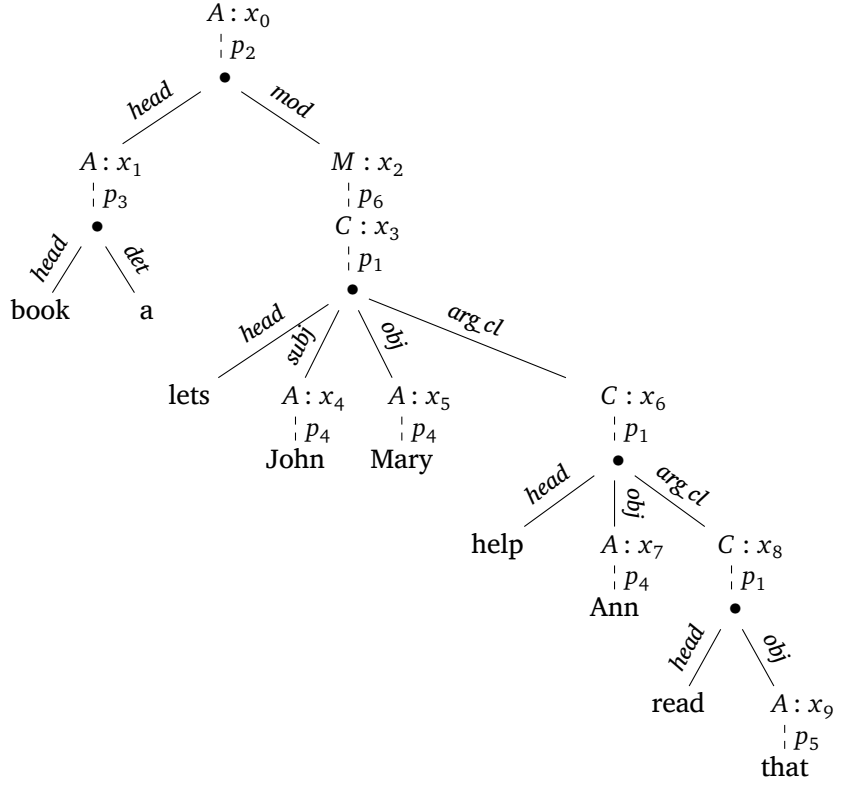 A : x₀
p₂
head mod
A : x₁ M : x₂
p₃ p₆
C : x₃
head det p₁
book a head subj obj arg cl
lets A : x₄ A : x₅ C : x₆
p₄ p₄ p₁
John Mary
head obj arg cl
help A : x₇ C : x₈
p₄ p₁
Ann
head obj
read A : x₉
p₅
that